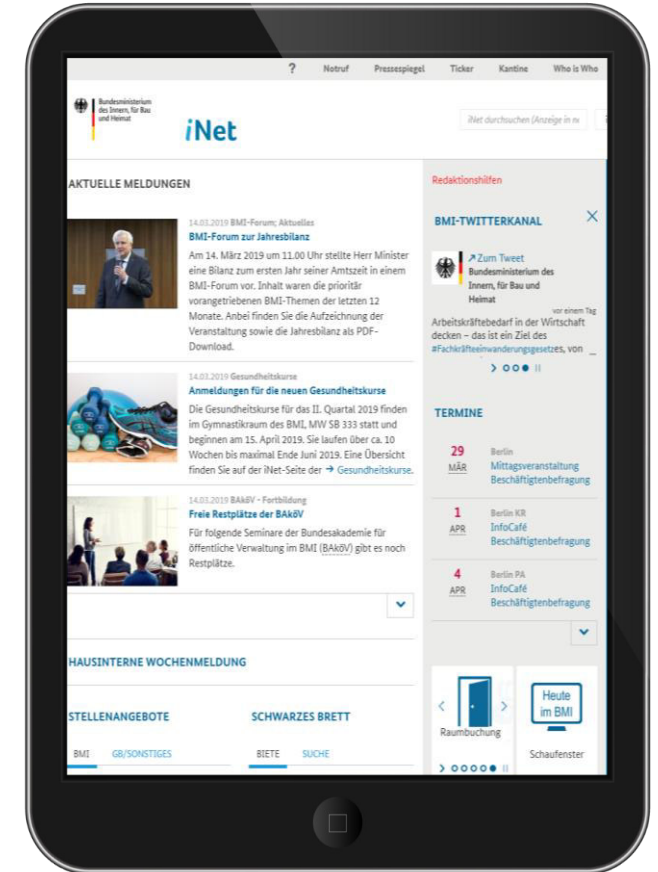 ? Notruf Pressespiegel Ticker Kantine Who is Who
Bundesministerium
des Innern, für Bau
und Heimat
iNet
iNet durchsuchen (Anzeige in ne
AKTUELLE MELDUNGEN
14.03.2019 BMI-Forum; Aktuelles
BMI-Forum zur Jahresbilanz
Am 14. März 2019 um 11.00 Uhr stellte Herr Minister
eine Bilanz zum ersten Jahr seiner Amtszeit in einem
BMI-Forum vor. Inhalt waren die prioritär
vorangetriebenen BMI-Themen der letzten 12
Monate. Anbei finden Sie die Aufzeichnung der
Veranstaltung sowie die Jahresbilanz als PDF-
Download.
14.03.2019 Gesundheitskurse
Anmeldungen für die neuen Gesundheitskurse
Die Gesundheitskurse für das II. Quartal 2019 finden
im Gymnastikraum des BMI, MW SB 333 statt und
beginnen am 15. April 2019. Sie laufen über ca. 10
Wochen bis maximal Ende Juni 2019. Eine Übersicht
finden Sie auf der iNet-Seite der → Gesundheitskurse.
14.03.2019 BAköV - Fortbildung
Freie Restplätze der BAköV
Für folgende Seminare der Bundesakademie für
öffentliche Verwaltung im BMI (BAköV) gibt es noch
Restplätze.
HAUSINTERNE WOCHENMELDUNG
STELLENANGEBOTE
BMI GB/SONSTIGES
SCHWARZES BRETT
BIETE SUCHE
Redaktionshilfen
BMI-TWITTERKANAL
Zum Tweet
Bundesministerium des
Innern, für Bau und
Heimat
vor einem Tag
Arbeitskräftebedarf in der Wirtschaft
decken – das ist ein Ziel des
#Fachkräfteeinwanderungsgesetzes, von ...
TERMINE
29 Berlin
MÄR Mittagsveranstaltung
Beschäftigtenbefragung
1 Berlin KR
APR InfoCafé
Beschäftigtenbefragung
4 Berlin PA
APR InfoCafé
Beschäftigtenbefragung
Raumbuchung
Heute
im BMI
Schaufenster